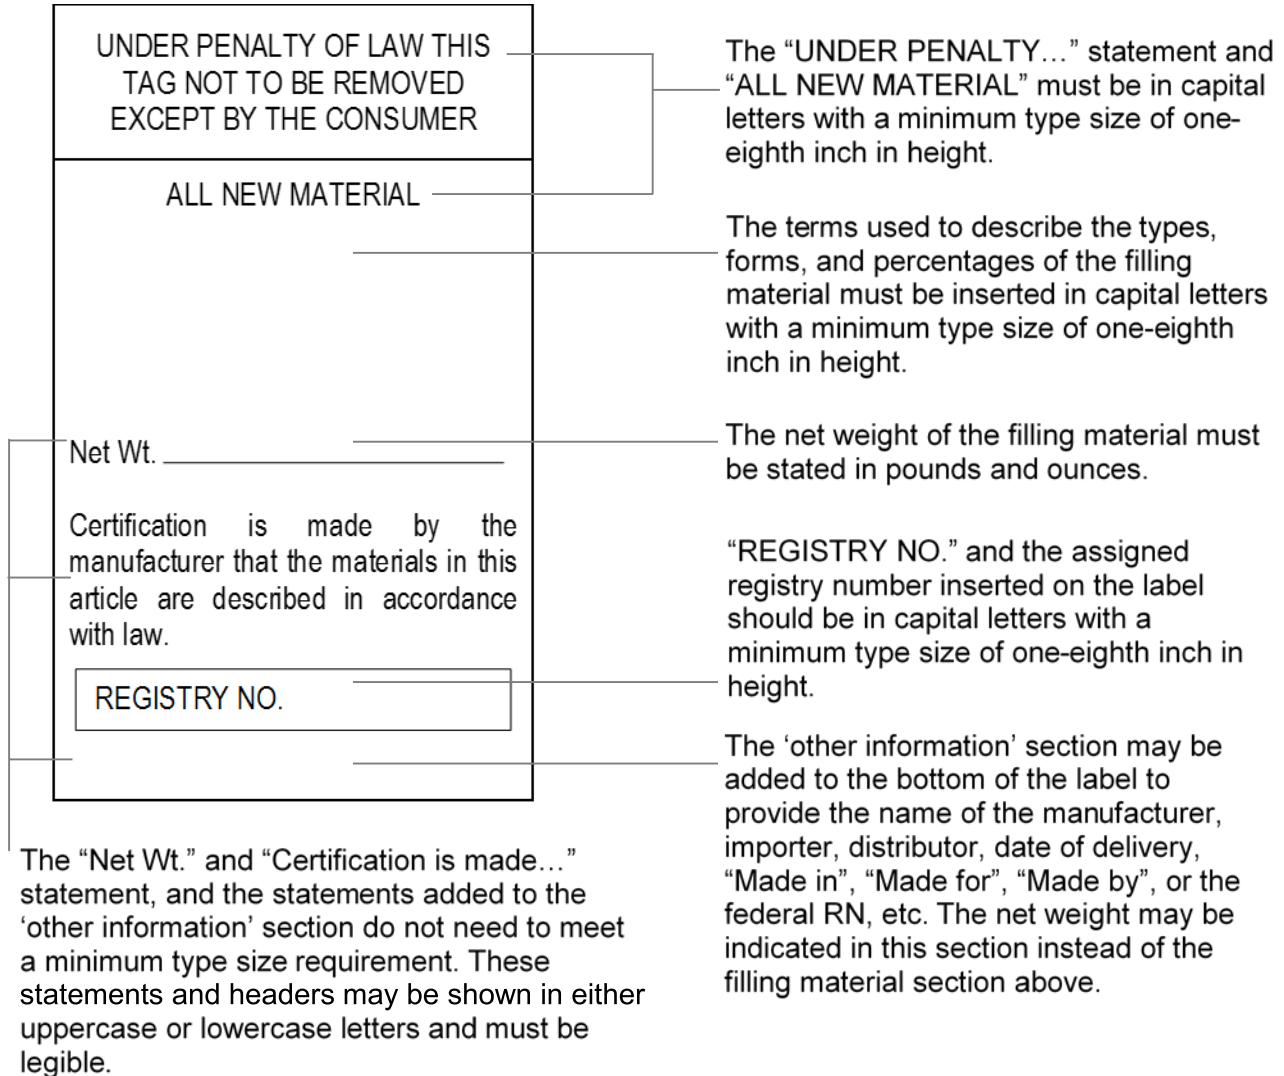 UNDER PENALTY OF LAW THIS
TAG NOT TO BE REMOVED
EXCEPT BY THE CONSUMER
ALL NEW MATERIAL
Net Wt.
Certification is made by the
manufacturer that the materials in this
article are described in accordance
with law.
REGISTRY NO.
The “UNDER PENALTY…” statement and
“ALL NEW MATERIAL” must be in capital
letters with a minimum type size of one-
eighth inch in height.
The terms used to describe the types,
forms, and percentages of the filling
material must be inserted in capital letters
with a minimum type size of one-eighth
inch in height.
The net weight of the filling material must
be stated in pounds and ounces.
“REGISTRY NO.” and the assigned
registry number inserted on the label
should be in capital letters with a
minimum type size of one-eighth inch in
height.
The ‘other information’ section may be
added to the bottom of the label to
provide the name of the manufacturer,
importer, distributor, date of delivery,
“Made in”, “Made for”, “Made by”, or the
federal RN, etc. The net weight may be
indicated in this section instead of the
filling material section above.
The “Net Wt.” and “Certification is made…”
statement, and the statements added to the
‘other information’ section do not need to meet
a minimum type size requirement. These
statements and headers may be shown in either
uppercase or lowercase letters and must be
legible.